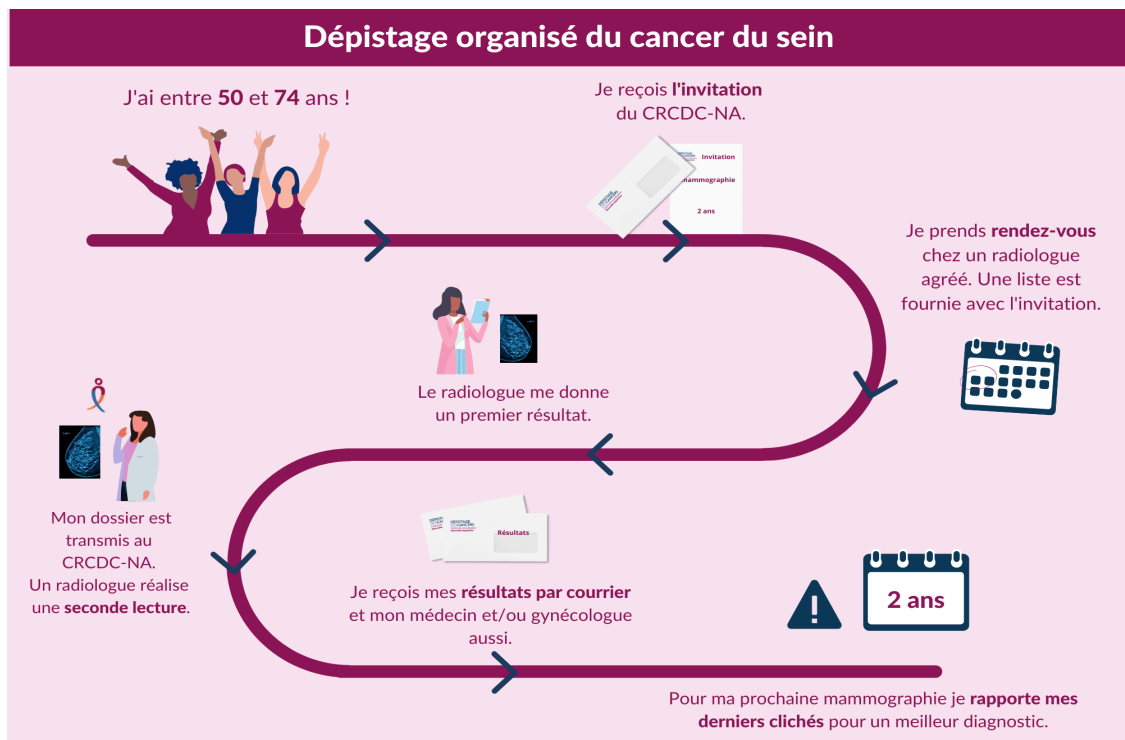 Dépistage organisé du cancer du sein
J'ai entre 50 et 74 ans !
Je reçois l'invitation
du CRCDC-NA.
Invitation
mammographie
2 ans
Je prends rendez-vous
chez un radiologue
agréé. Une liste est
fournie avec l'invitation.
Le radiologue me donne
un premier résultat.
Mon dossier est
transmis au
CRCDC-NA.
Un radiologue réalise
une seconde lecture.
DÉPISTAGE
DES CANCERS
Résultats
Je reçois mes résultats par courrier
et mon médecin et/ou gynécologue
aussi.
2 ans
Pour ma prochaine mammographie je rapporte mes
derniers clichés pour un meilleur diagnostic.